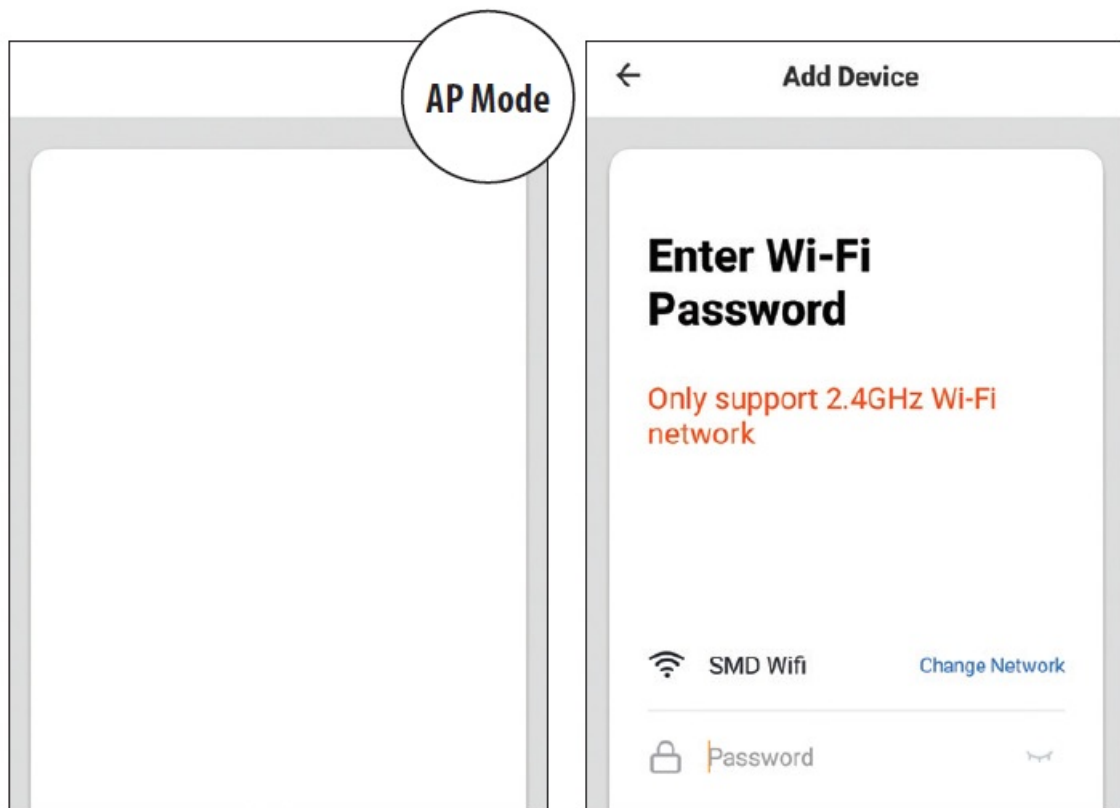 AP Mode
Add Device
Enter Wi-Fi
Password
Only support 2.4GHz Wi-Fi
network
SMD Wifi
Change Network
Password